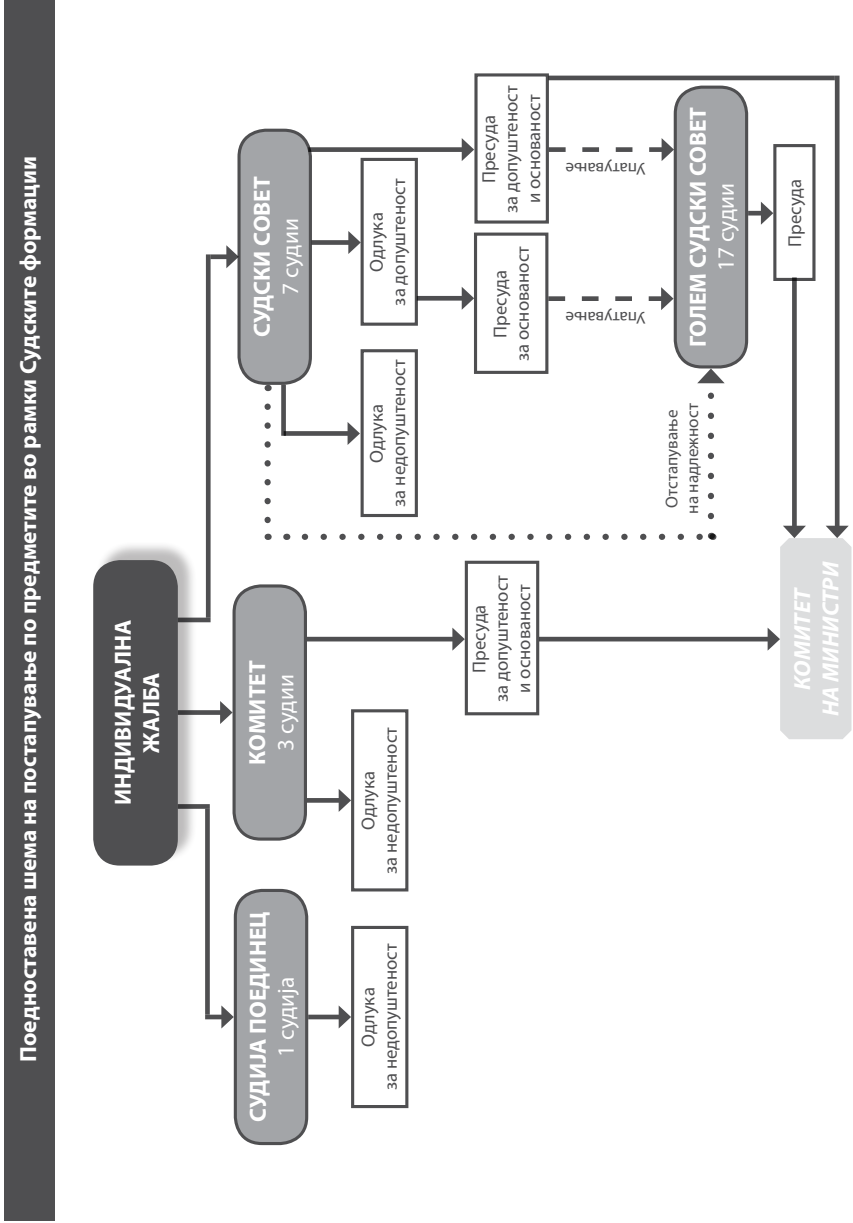 Поедноставена шема на постапување по предметите во рамки Судските формации
ИНДИВИДУАЛНА
ЖАЛБА
СУДИЈА ПОЕДИНЕЦ
1 судија
Одлука
за недопуштеност
КОМИТЕТ
3 судии
Одлука
за недопуштеност
Пресуда
за допуштеност
и основаност
СУДСКИ СОВЕТ
7 судии
Одлука
за недопуштеност
Одлука
за допуштеност
Пресуда
за основаност
Пресуда
за допуштеност
и основаност
Упатување
Упатување
Отстапување
на надлежност
ГОЛЕМ СУДСКИ СОВЕТ
17 судии
Пресуда
КОМИТЕТ
НА МИНИСТРИ